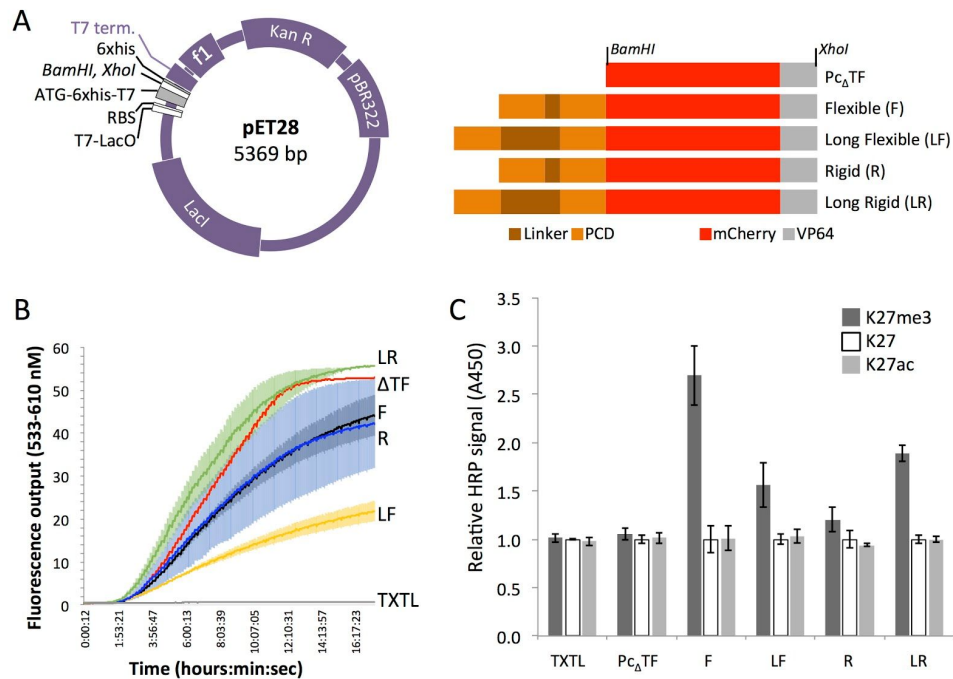 A
T7 term.
6xhis
BamHI, XhoI
ATG-6xhis-T7
RBS
T7-LacO
f1
Kan R
pBR322
LacI
pET28
5369 bp
BamHI
XhoI
Pc△TF
Flexible (F)
Long Flexible (LF)
Rigid (R)
Long Rigid (LR)
Linker
PCD
mCherry
VP64
B
Fluorescence output (533-610 nM)
60
50
40
30
20
10
0
LR
ΔTF
F
R
LF
TXTL
0:00:12
1:53:21
3:56:47
6:00:13
8:03:39
10:07:05
12:10:31
14:13:57
16:17:23
Time (hours:min:sec)
C
Relative HRP signal (A450)
3.5
3.0
2.5
2.0
1.5
1.0
0.5
0.0
K27me3
K27
K27ac
TXTL
Pc△TF
F
LF
R
LR